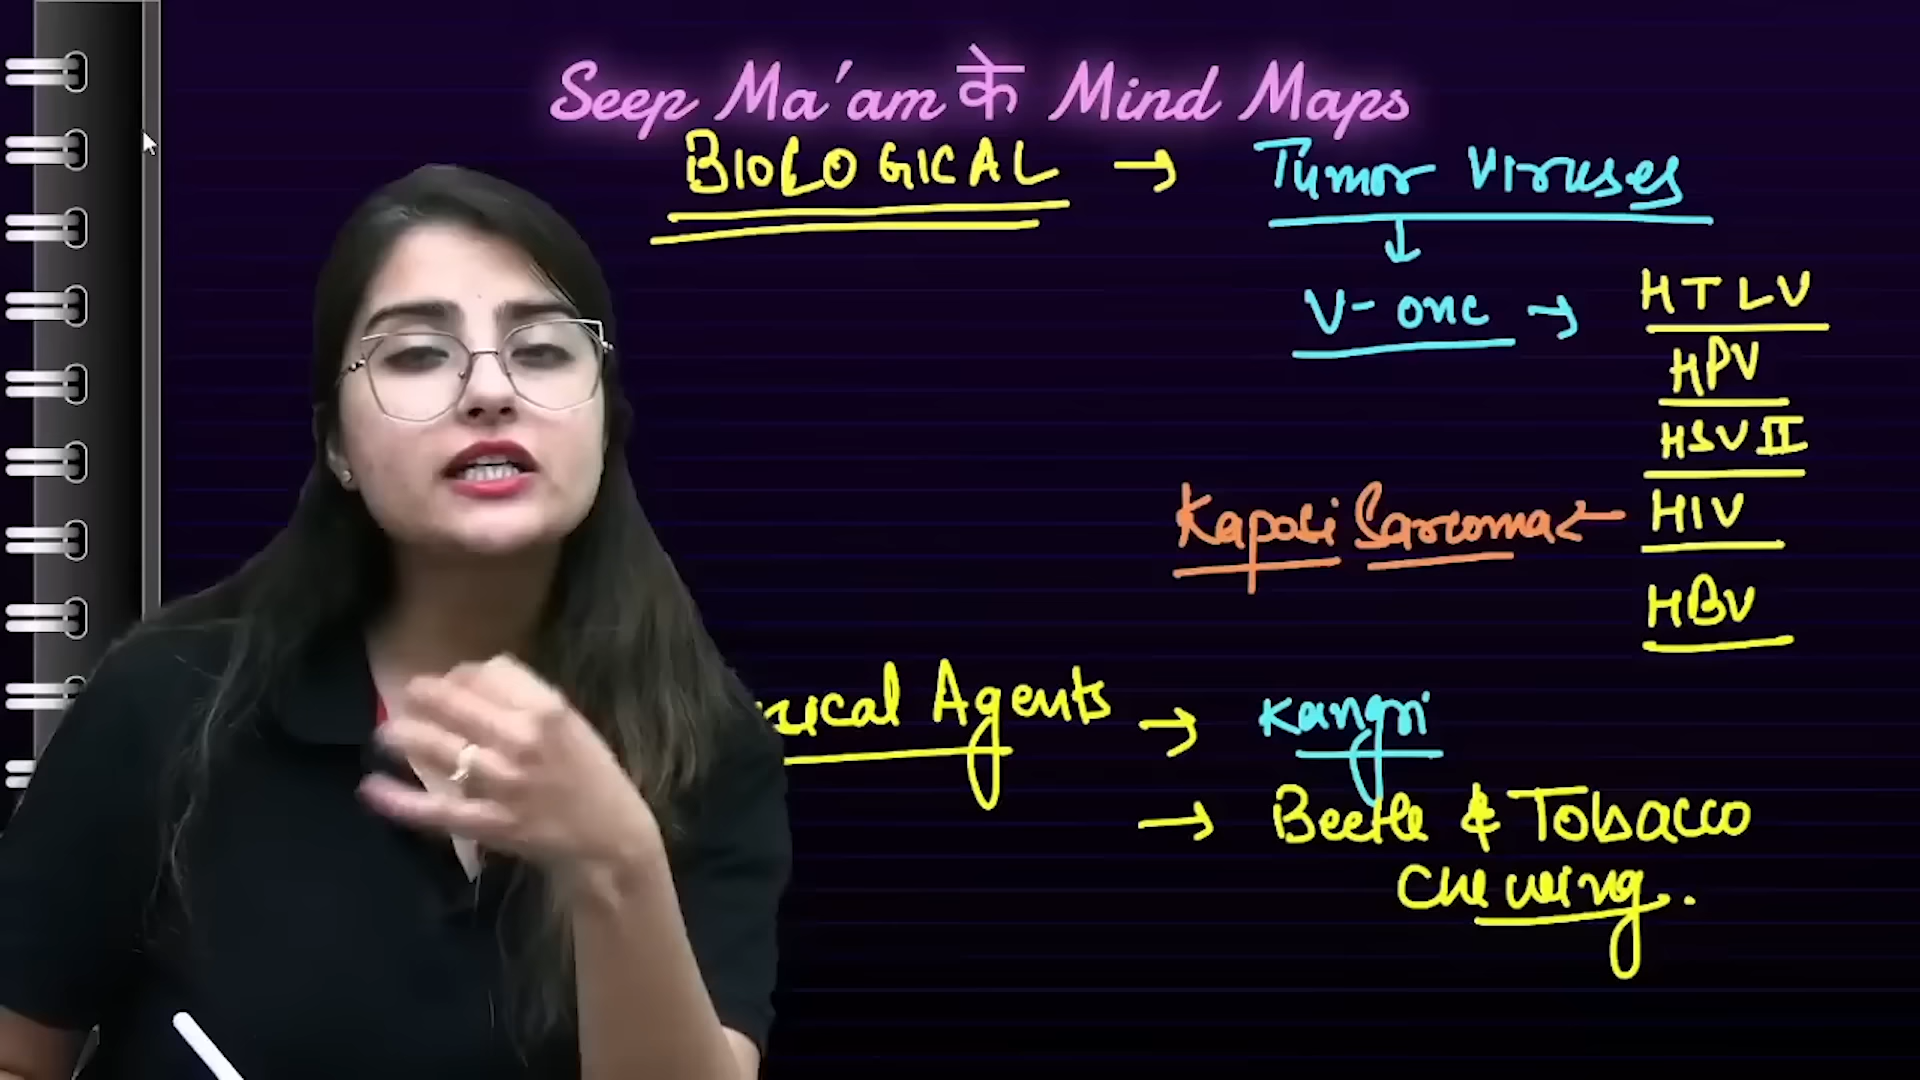 Seep Ma'am के Mind Maps
BIOLOGICAL → Tumor Viruses
↓
V-onc → HTLV
HPV
HSV II
Kaposi Sarcoma ← HIV
HBV
Agents → Kangri
→ Beetle & Tobacco
Chewing..